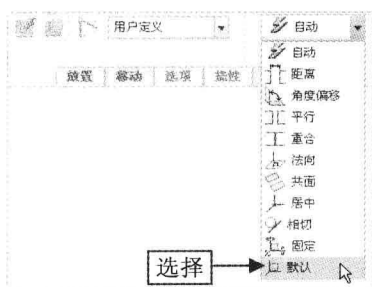 用户定义 自动
放置 移动 选项 属性
自动
距离
角度偏移
平行
重合
法向
共面
居中
相切
固定
默认
选择